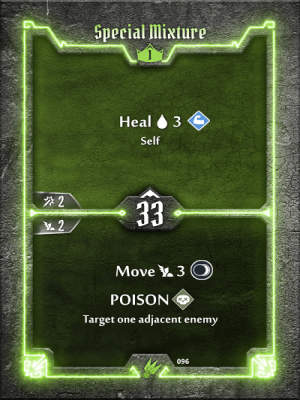 Special Mixture
1
Heal 3
Self
2
33
2
Move 3
POISON
Target one adjacent enemy
096